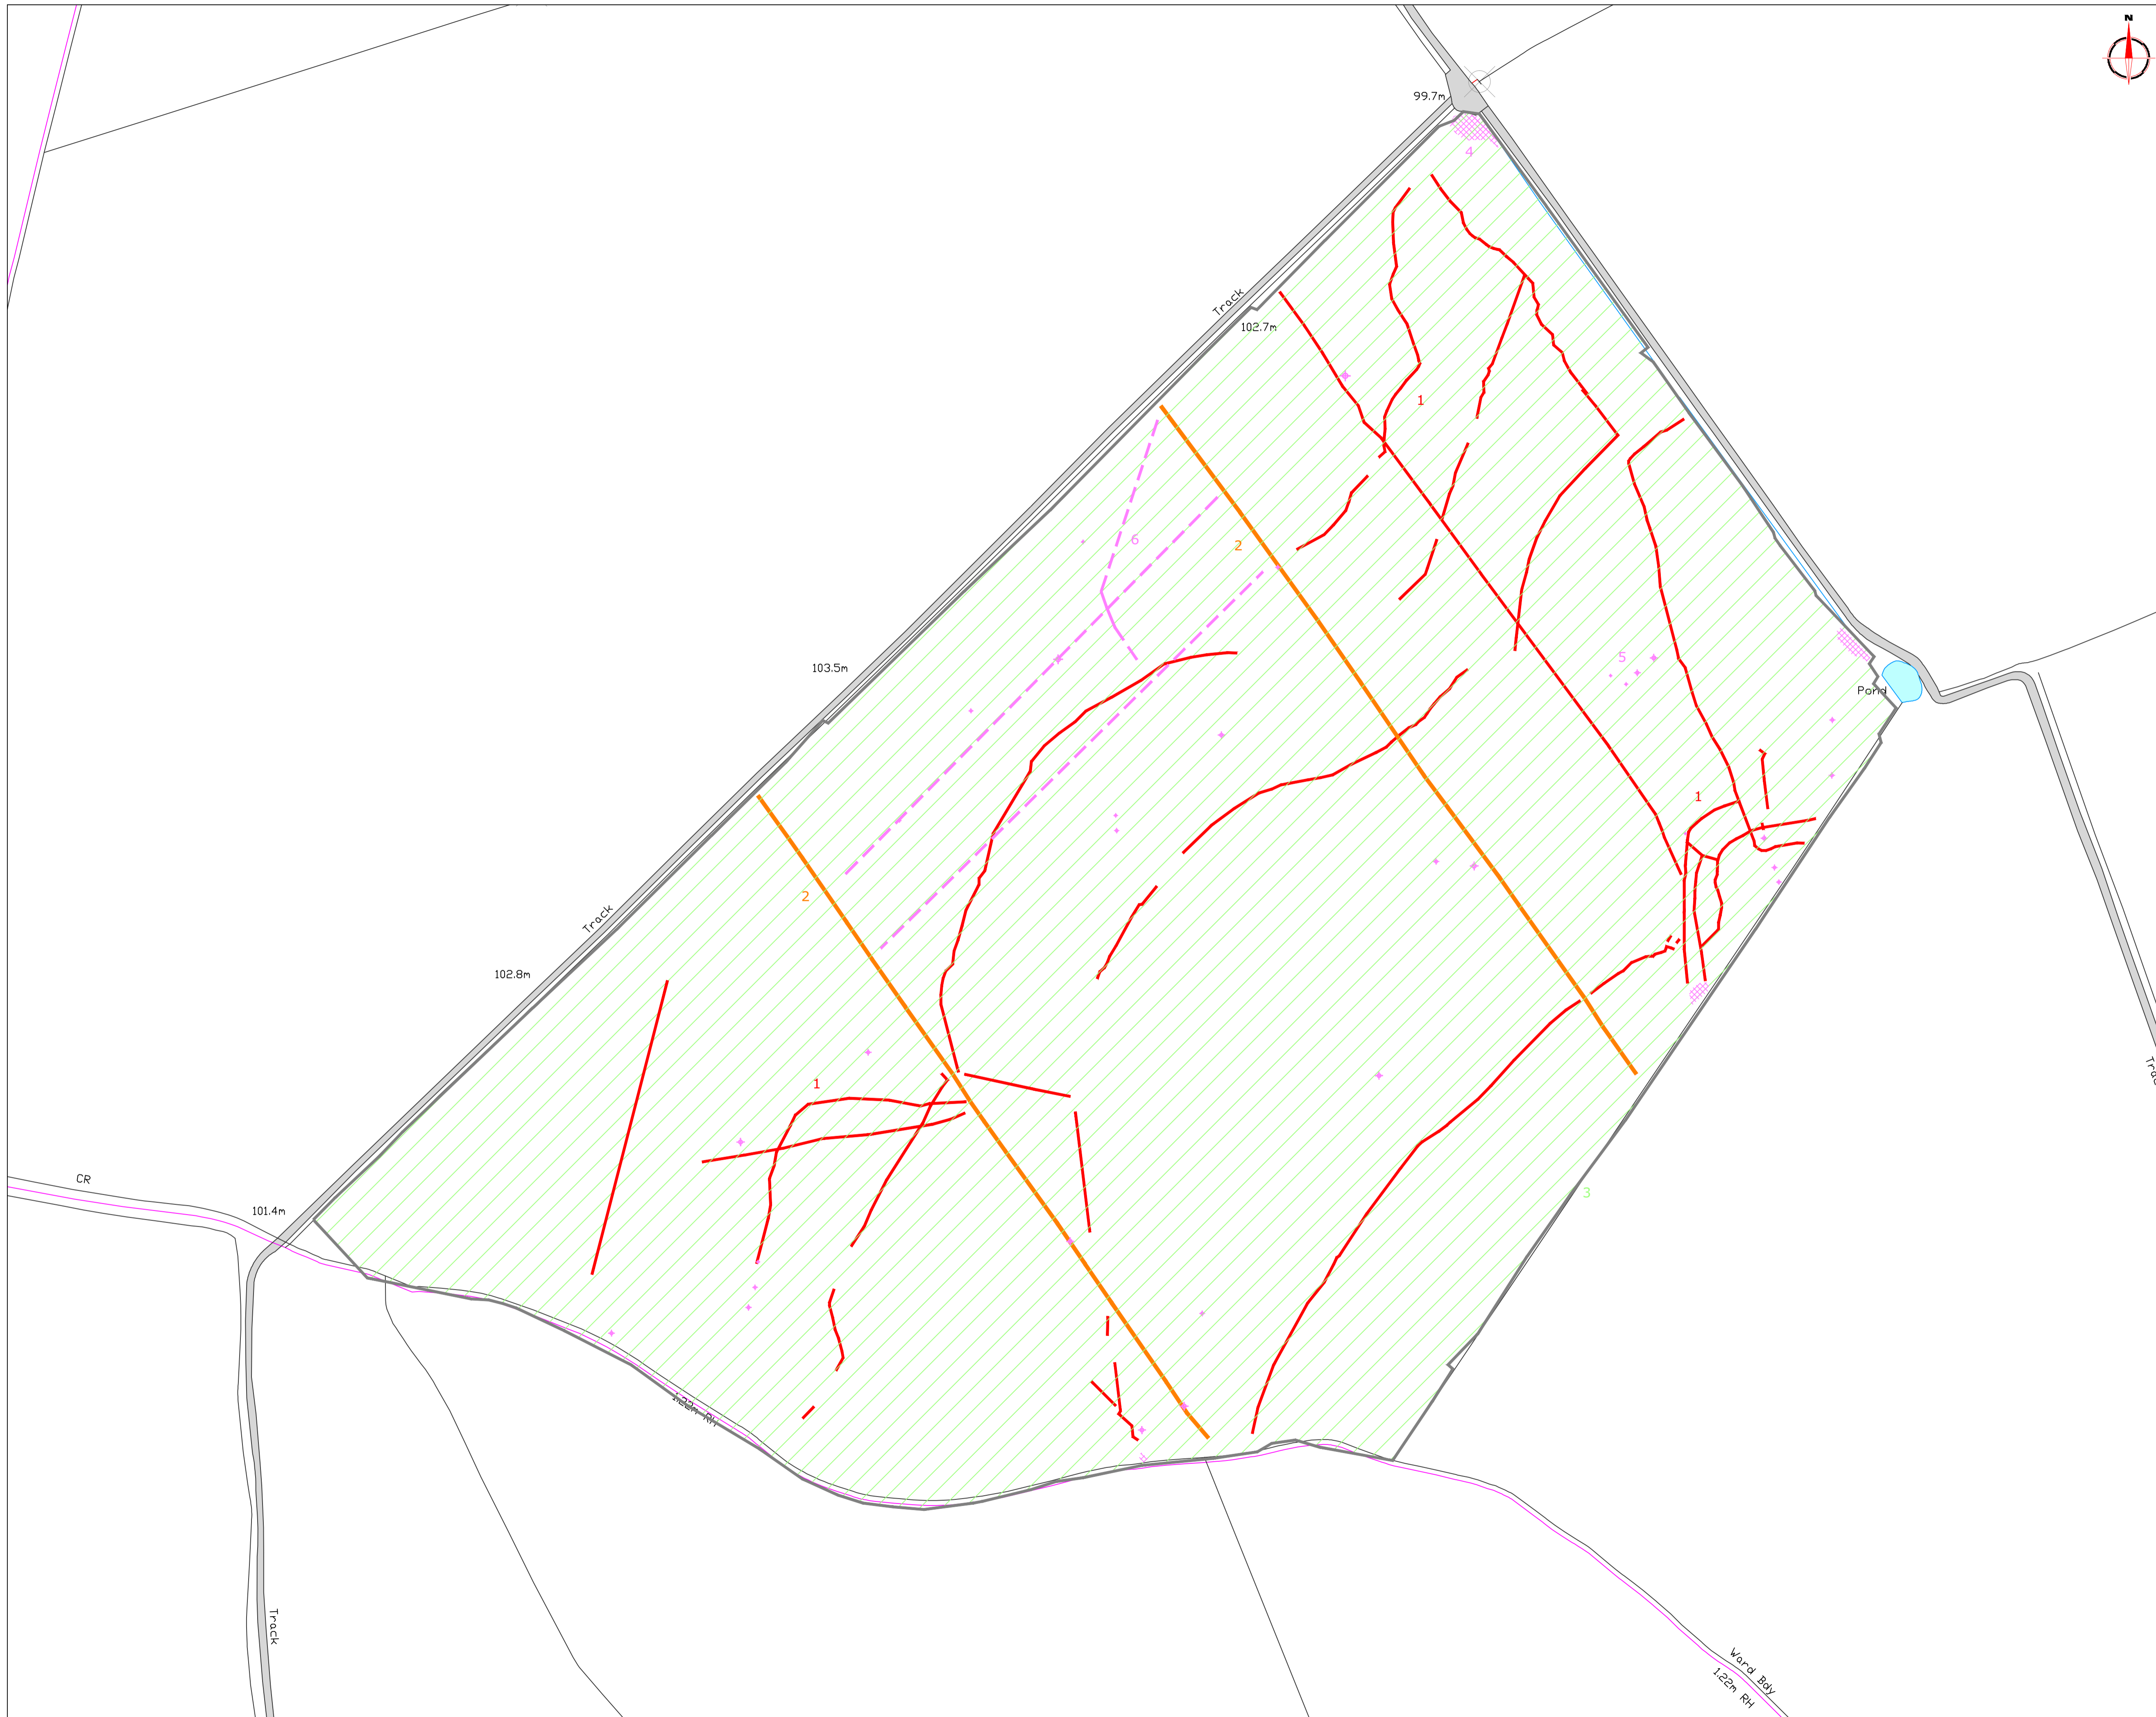 N
99.7m
4
Track
102.7m
1
6
2
5
103.5m
Pond
1
2
Track
102.8m
Trac
1
CR
3
101.4m
1.22m RH
Track
Ward Bdy
1.22m RH